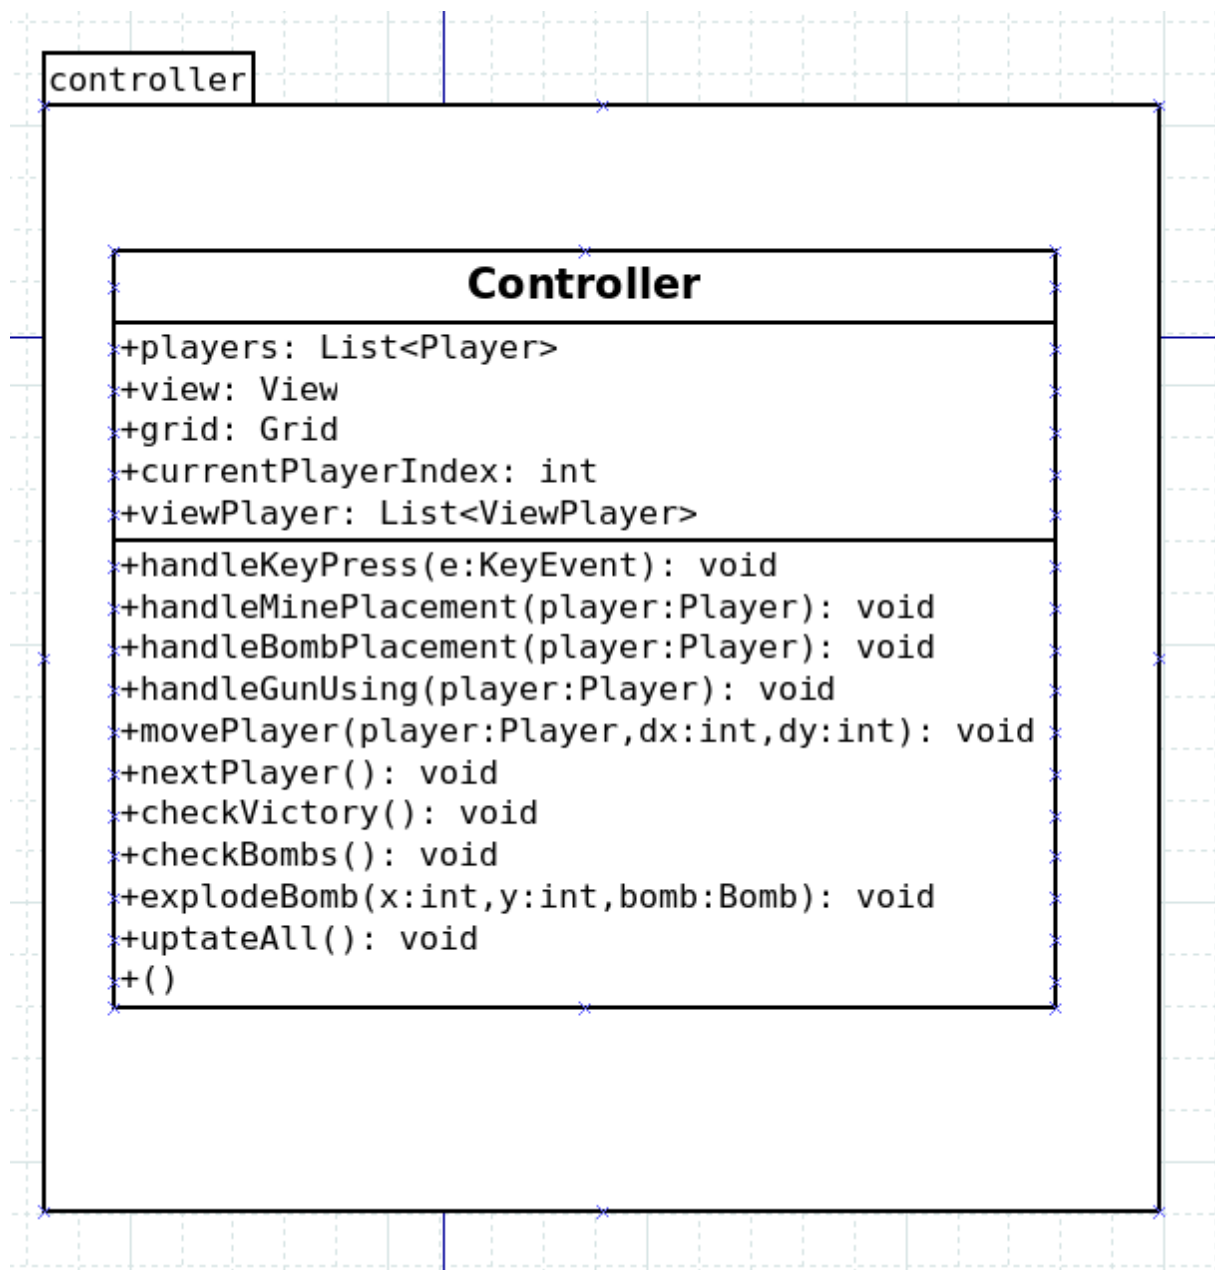 controller
Controller
+players: List<Player>
+view: View
+grid: Grid
+currentPlayerIndex: int
+viewPlayer: List<ViewPlayer>
+handleKeyPress(e:KeyEvent): void
+handleMinePlacement(player:Player): void
+handleBombPlacement(player:Player): void
+handleGunUsing(player:Player): void
+movePlayer(player:Player,dx:int,dy:int): void
+nextPlayer(): void
+checkVictory(): void
+checkBombs(): void
+explodeBomb(x:int,y:int,bomb:Bomb): void
+uptateAll(): void
+()